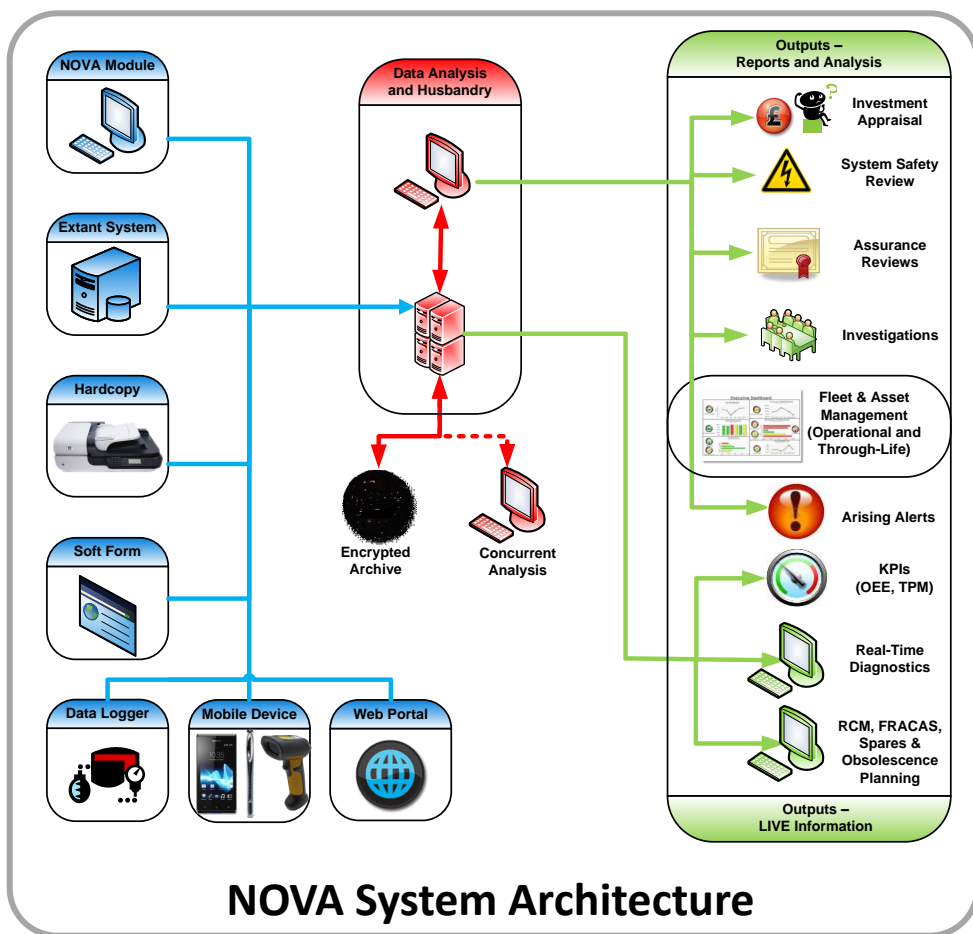 NOVA Module
Extant System
Hardcopy
Soft Form
Data Logger
Mobile Device
Web Portal
Data Analysis
and Husbandry
Encrypted
Archive
Concurrent
Analysis
Outputs –
Reports and Analysis
£
?
Investment
Appraisal
System Safety
Review
Assurance
Reviews
Investigations
Executive Dashboard
Fleet & Asset
Management
(Operational and
Through-Life)
!
Arising Alerts
KPIs
(OEE, TPM)
Real-Time
Diagnostics
RCM, FRACAS,
Spares &
Obsolescence
Planning
Outputs –
LIVE Information
NOVA System Architecture